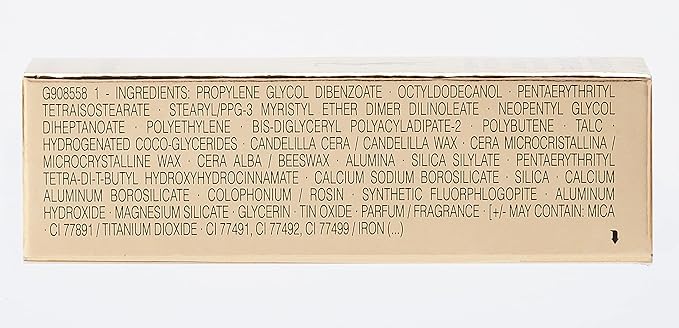 G908558 1 - INGREDIENTS: PROPYLENE GLYCOL DIBENZOATE · OCTYLDODECANOL · PENTAERYTHRITYL
TETRAISOSTEARATE · STEARYL/PPG-3 MYRISTYL ETHER DIMER DILINOLEATE · NEOPENTYL GLYCOL
DIHEPTANOATE · POLYETHYLENE · BIS-DIGLYCERYL POLYACYLADIPATE-2 · POLYBUTENE · TALC ·
HYDROGENATED COCO-GLYCERIDES · CANDELILLA CERA / CANDELILLA WAX · CERA MICROCRISTALLINA /
MICROCRYSTALLINE WAX · CERA ALBA / BEESWAX · ALUMINA · SILICA SILYLATE · PENTAERYTHRITYL
TETRA-DI-T-BUTYL HYDROXYHYDROCINNAMATE · CALCIUM SODIUM BOROSILICATE · SILICA · CALCIUM
ALUMINUM BOROSILICATE · COLOPHONIUM / ROSIN · SYNTHETIC FLUORPHLOGOPITE · ALUMINUM
HYDROXIDE · MAGNESIUM SILICATE · GLYCERIN · TIN OXIDE · PARFUM / FRAGRANCE · [+/- MAY CONTAIN: MICA
· CI 77891 / TITANIUM DIOXIDE · CI 77491, CI 77492, CI 77499 / IRON (...)